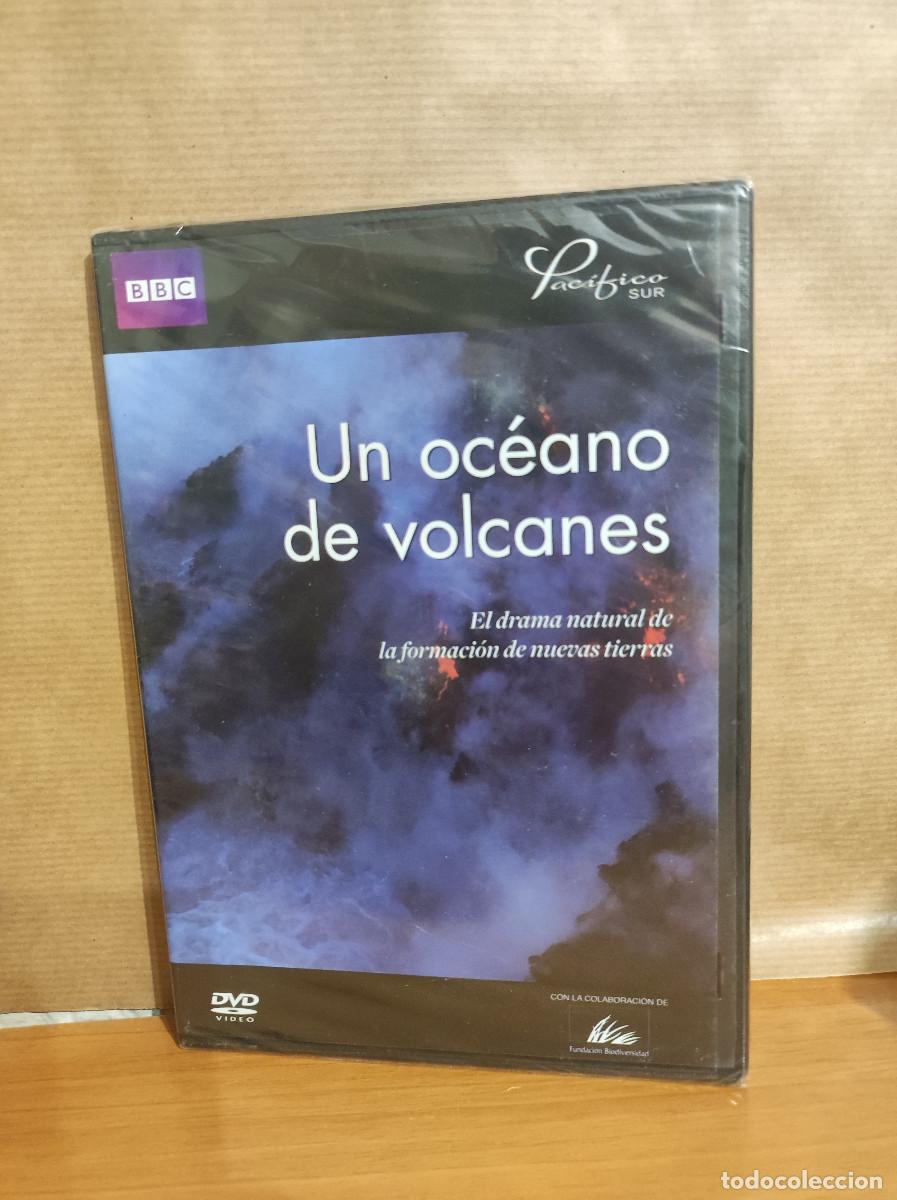 BBC
Pacífico
SUR
Un océano
de volcanes
El drama natural de
la formación de nuevas tierras
DVD
VIDEO
CON LA COLABORACIÓN DE
Fundación Biodiversidad
todocoleccion